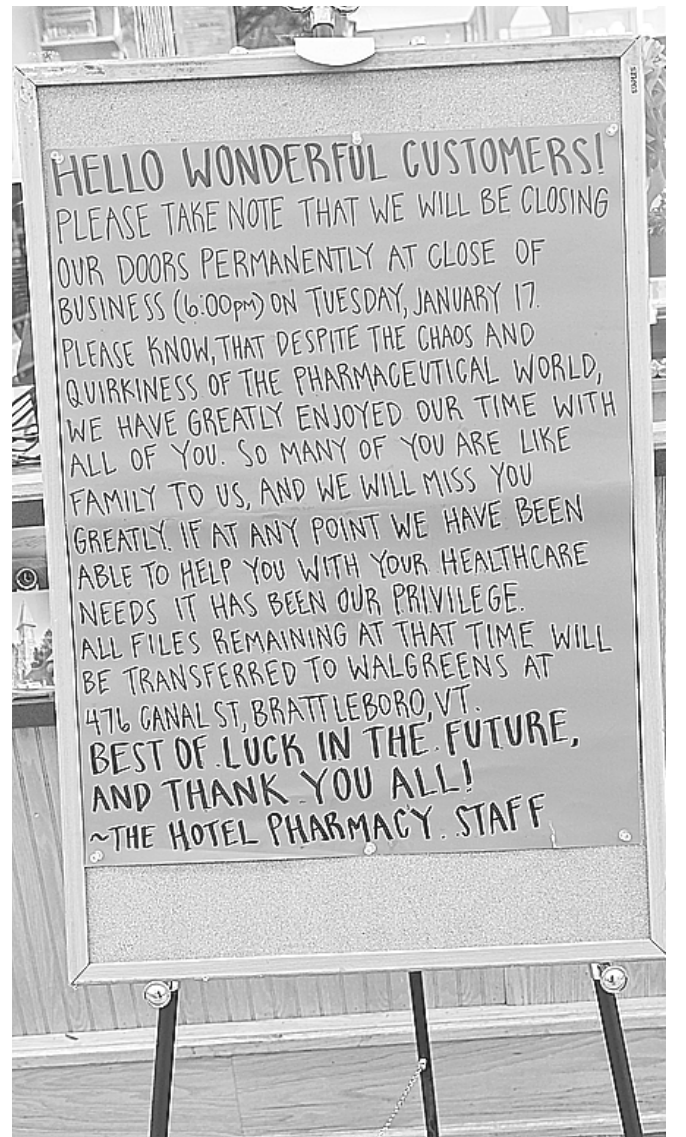 HELLO WONDERFUL CUSTOMERS!
PLEASE TAKE NOTE THAT WE WILL BE CLOSING
OUR DOORS PERMANENTLY AT CLOSE OF
BUSINESS (6:00PM) ON TUESDAY, JANUARY 17.
PLEASE KNOW, THAT DESPITE THE CHAOS AND
QUIRKINESS OF THE PHARMACEUTICAL WORLD,
WE HAVE GREATLY ENJOYED OUR TIME WITH
ALL OF YOU. SO MANY OF YOU ARE LIKE
FAMILY TO US, AND WE WILL MISS YOU
GREATLY. IF AT ANY POINT WE HAVE BEEN
ABLE TO HELP YOU WITH YOUR HEALTHCARE
NEEDS IT HAS BEEN OUR PRIVILEGE.
ALL FILES REMAINING AT THAT TIME WILL
BE TRANSFERRED TO WALGREENS AT
476 CANAL ST, BRATTLEBORO, VT.
BEST OF LUCK IN THE FUTURE,
AND THANK YOU ALL!
~THE HOTEL PHARMACY STAFF
STAPLES